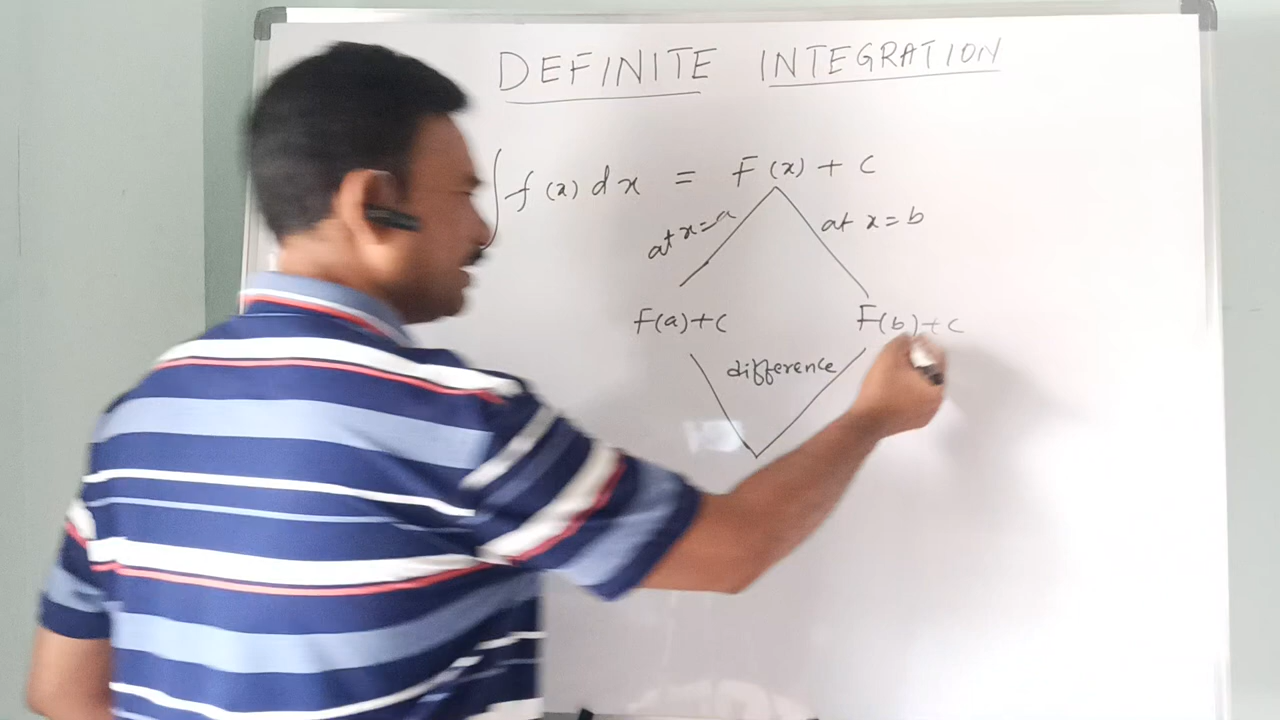 DEFINITE INTEGRATION
∫f(x) dx = F(x) + C
at x=a at x=b
F(a)+C F(b)+C
difference